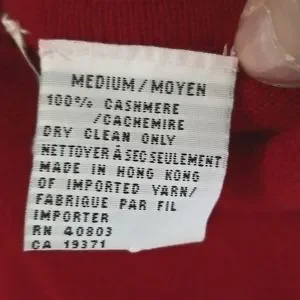 MEDIUM/MOYEN
100% CASHMERE
/CACHEMIRE
DRY CLEAN ONLY
NETTOYER À SEC SEULEMENT
MADE IN HONG KONG
OF IMPORTED YARN/
FABRIQUE PAR FIL
IMPORTER
RN 40803
CA 19371